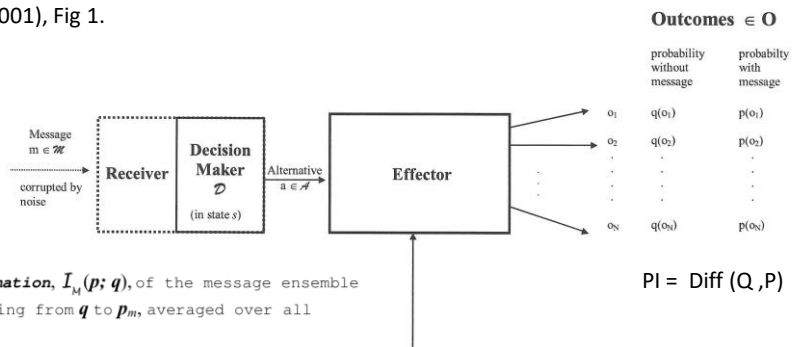 001), Fig 1.
Outcomes ∈ O
probability without message
probabilty with message
Message
m ∈ ℳ
corrupted by
noise
Receiver
Decision
Maker
𝒟
(in state s)
Alternative
a ∈ 𝒜
Effector
o₁ q(o₁) p(o₁)
o₂ q(o₂) p(o₂)
. . .
. . .
. . .
. . .
oN q(oN) p(oN)
mation, I_M(p; q), of the message ensemble
ing from q to pₘ, averaged over all
PI = Diff (Q ,P)